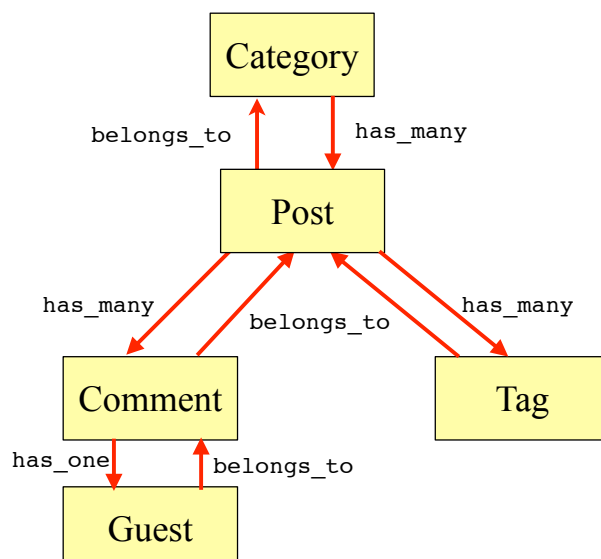 Category
belongs_to
has_many
Post
has_many
belongs_to
has_many
Comment
Tag
has_one
belongs_to
Guest